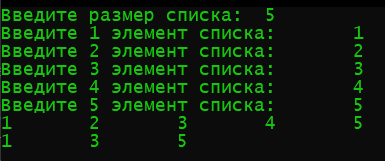 Введите размер списка:  5
Введите 1 элемент списка:       1
Введите 2 элемент списка:       2
Введите 3 элемент списка:       3
Введите 4 элемент списка:       4
Введите 5 элемент списка:       5
1       2       3       4       5
1       3       5